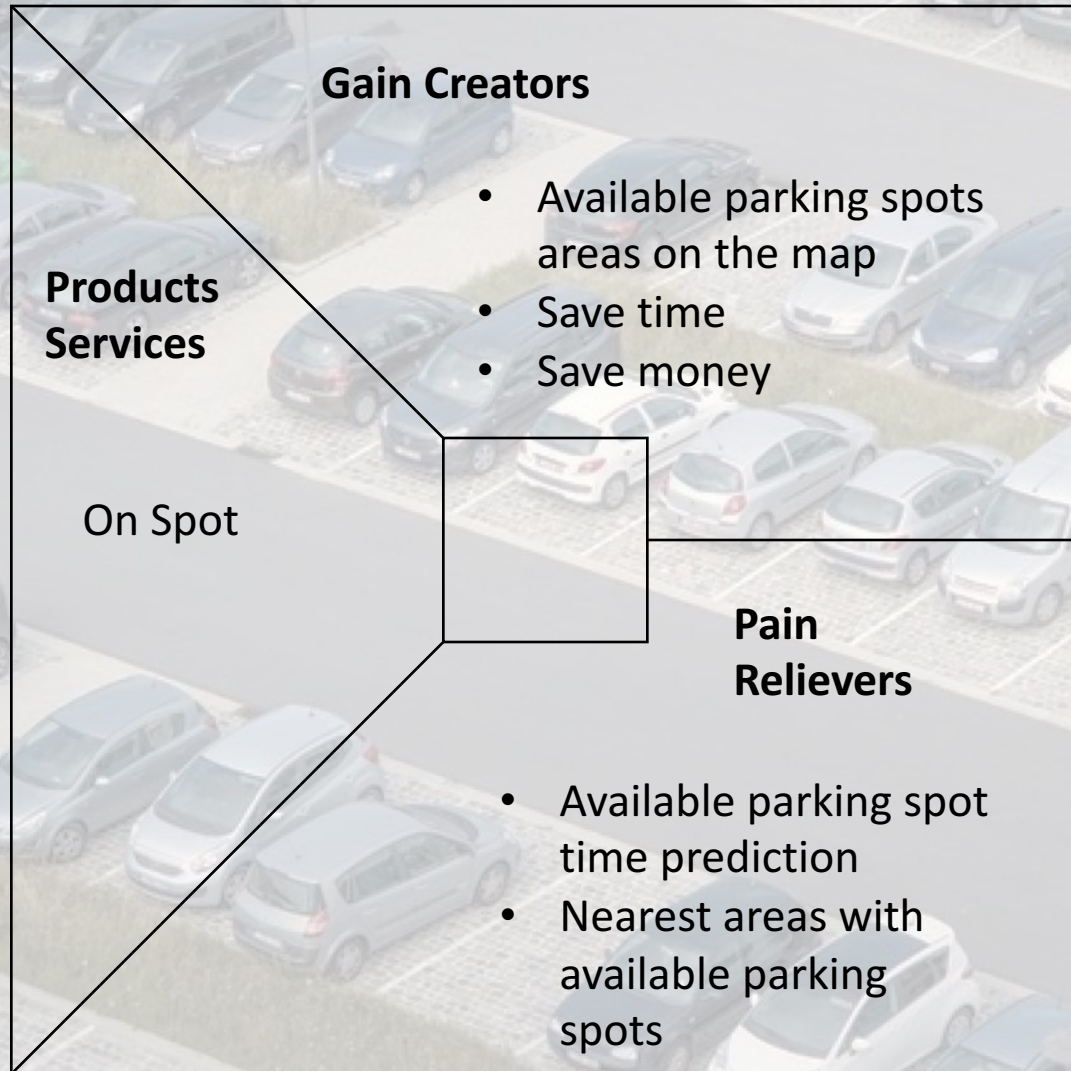 Gain Creators
• Available parking spots
areas on the map
• Save time
• Save money
Products
Services
On Spot
Pain
Relievers
• Available parking spot
time prediction
• Nearest areas with
available parking
spots